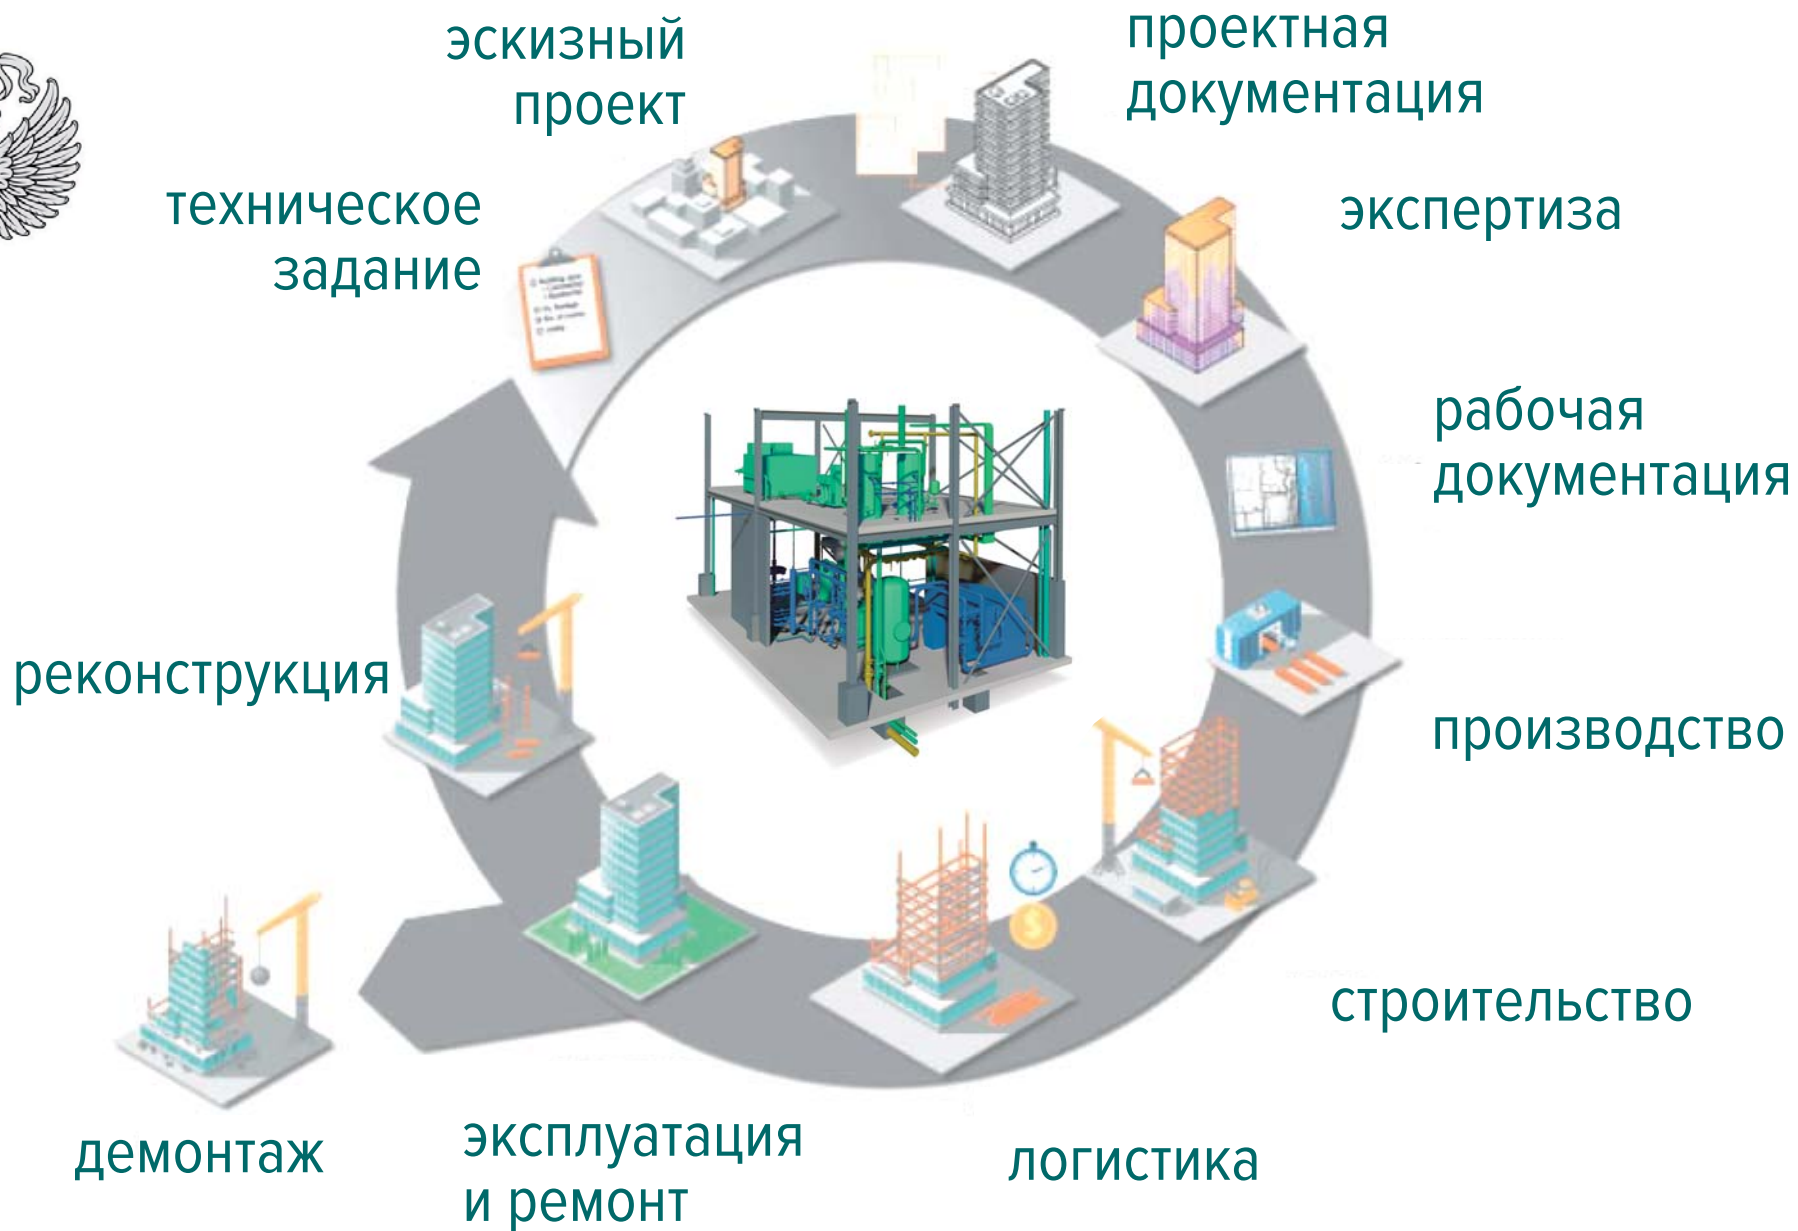 эскизный
проект
проектная
документация
техническое
задание
экспертиза
рабочая
документация
реконструкция
производство
строительство
демонтаж
эксплуатация
и ремонт
логистика